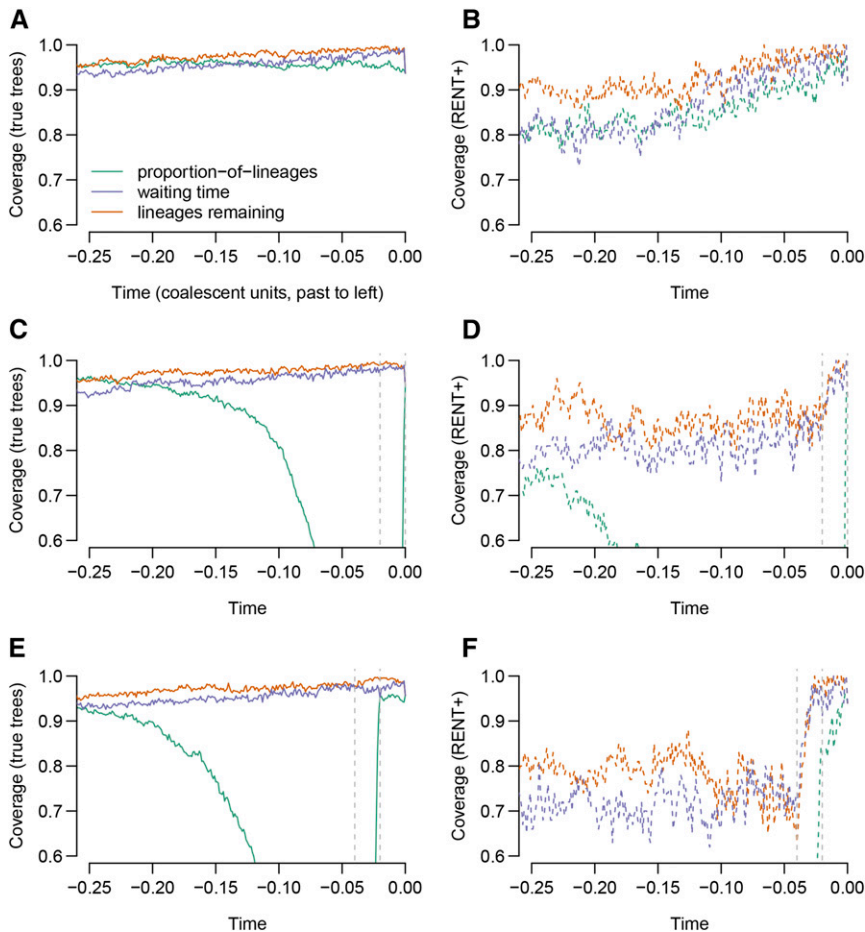 A
Coverage (true trees)
1.0
0.9
0.8
0.7
0.6
proportion−of−lineages
waiting time
lineages remaining
−0.25 −0.20 −0.15 −0.10 −0.05 0.00
Time (coalescent units, past to left)
B
Coverage (RENT+)
1.0
0.9
0.8
0.7
0.6
−0.25 −0.20 −0.15 −0.10 −0.05 0.00
Time
C
Coverage (true trees)
1.0
0.9
0.8
0.7
0.6
−0.25 −0.20 −0.15 −0.10 −0.05 0.00
Time
D
Coverage (RENT+)
1.0
0.9
0.8
0.7
0.6
−0.25 −0.20 −0.15 −0.10 −0.05 0.00
Time
E
Coverage (true trees)
1.0
0.9
0.8
0.7
0.6
−0.25 −0.20 −0.15 −0.10 −0.05 0.00
Time
F
Coverage (RENT+)
1.0
0.9
0.8
0.7
0.6
−0.25 −0.20 −0.15 −0.10 −0.05 0.00
Time